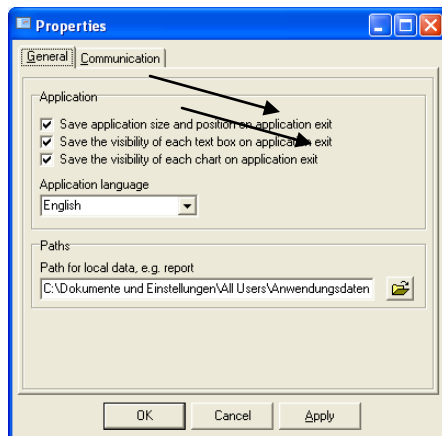 Properties
General Communication
Application
Save application size and position on application exit
Save the visibility of each text box on application exit
Save the visibility of each chart on application exit
Application language
English
Paths
Path for local data, e.g. report
C:\Dokumente und Einstellungen\All Users\Anwendungsdaten
OK Cancel Apply